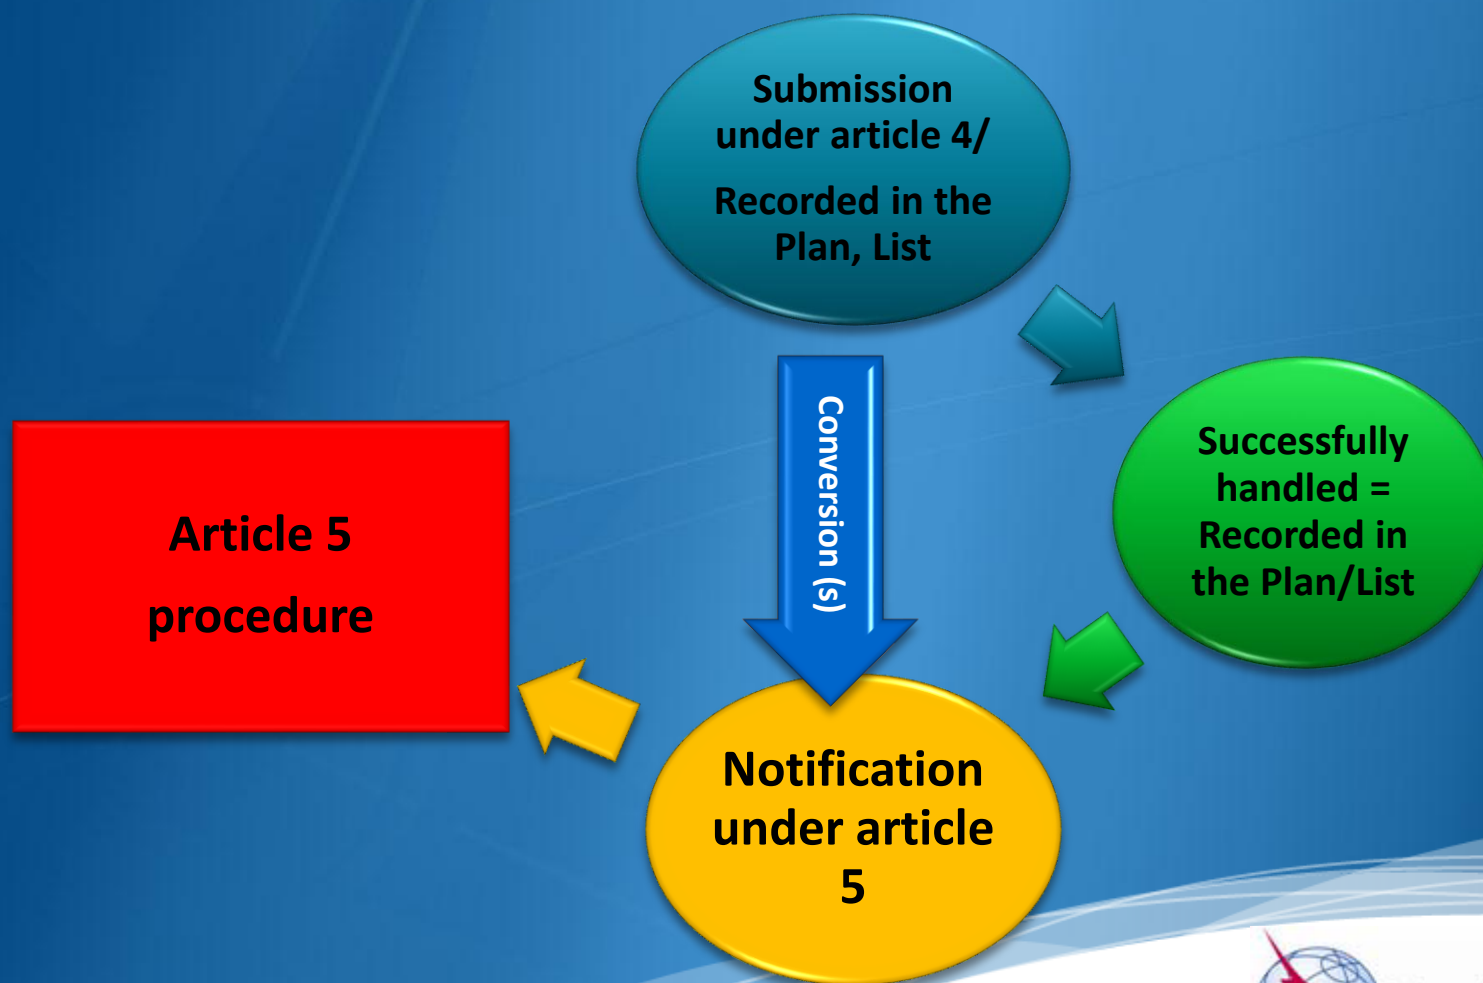 Submission
under article 4/
Recorded in the
Plan, List
Conversion (s)
Successfully
handled =
Recorded in
the Plan/List
Article 5
procedure
Notification
under article
5